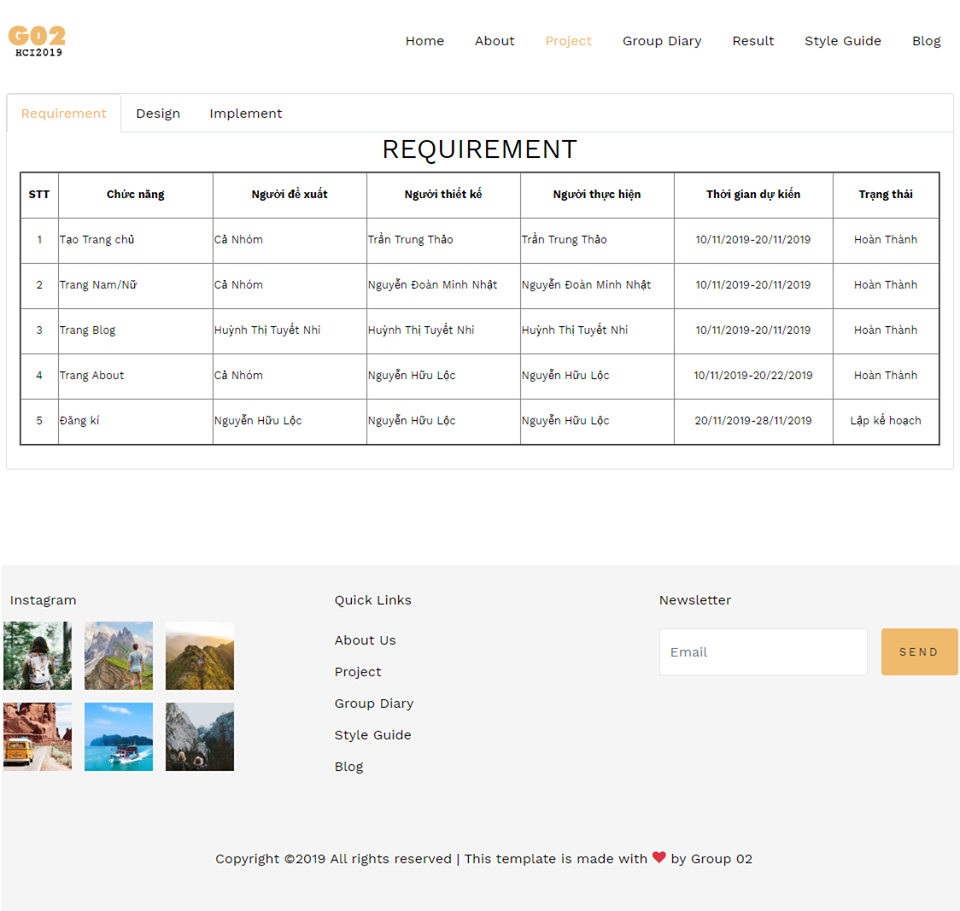 G02
HCI2019
Home About Project Group Diary Result Style Guide Blog
Requirement Design Implement
REQUIREMENT
STT Chức năng Người đề xuất Người thiết kế Người thực hiện Thời gian dự kiến Trạng thái
1 Tạo Trang chủ Cả Nhóm Trần Trung Thảo Trần Trung Thảo 10/11/2019-20/11/2019 Hoàn Thành
2 Trang Nam/Nữ Cả Nhóm Nguyễn Đoàn Minh Nhật Nguyễn Đoàn Minh Nhật 10/11/2019-20/11/2019 Hoàn Thành
3 Trang Blog Huỳnh Thị Tuyết Nhi Huỳnh Thị Tuyết Nhi Huỳnh Thị Tuyết Nhi 10/11/2019-20/11/2019 Hoàn Thành
4 Trang About Cả Nhóm Nguyễn Hữu Lộc Nguyễn Hữu Lộc 10/11/2019-20/22/2019 Hoàn Thành
5 Đăng kí Nguyễn Hữu Lộc Nguyễn Hữu Lộc Nguyễn Hữu Lộc 20/11/2019-28/11/2019 Lập kế hoạch
Instagram
Quick Links
About Us
Project
Group Diary
Style Guide
Blog
Newsletter
Email SEND
Copyright ©2019 All rights reserved | This template is made with ❤ by Group 02